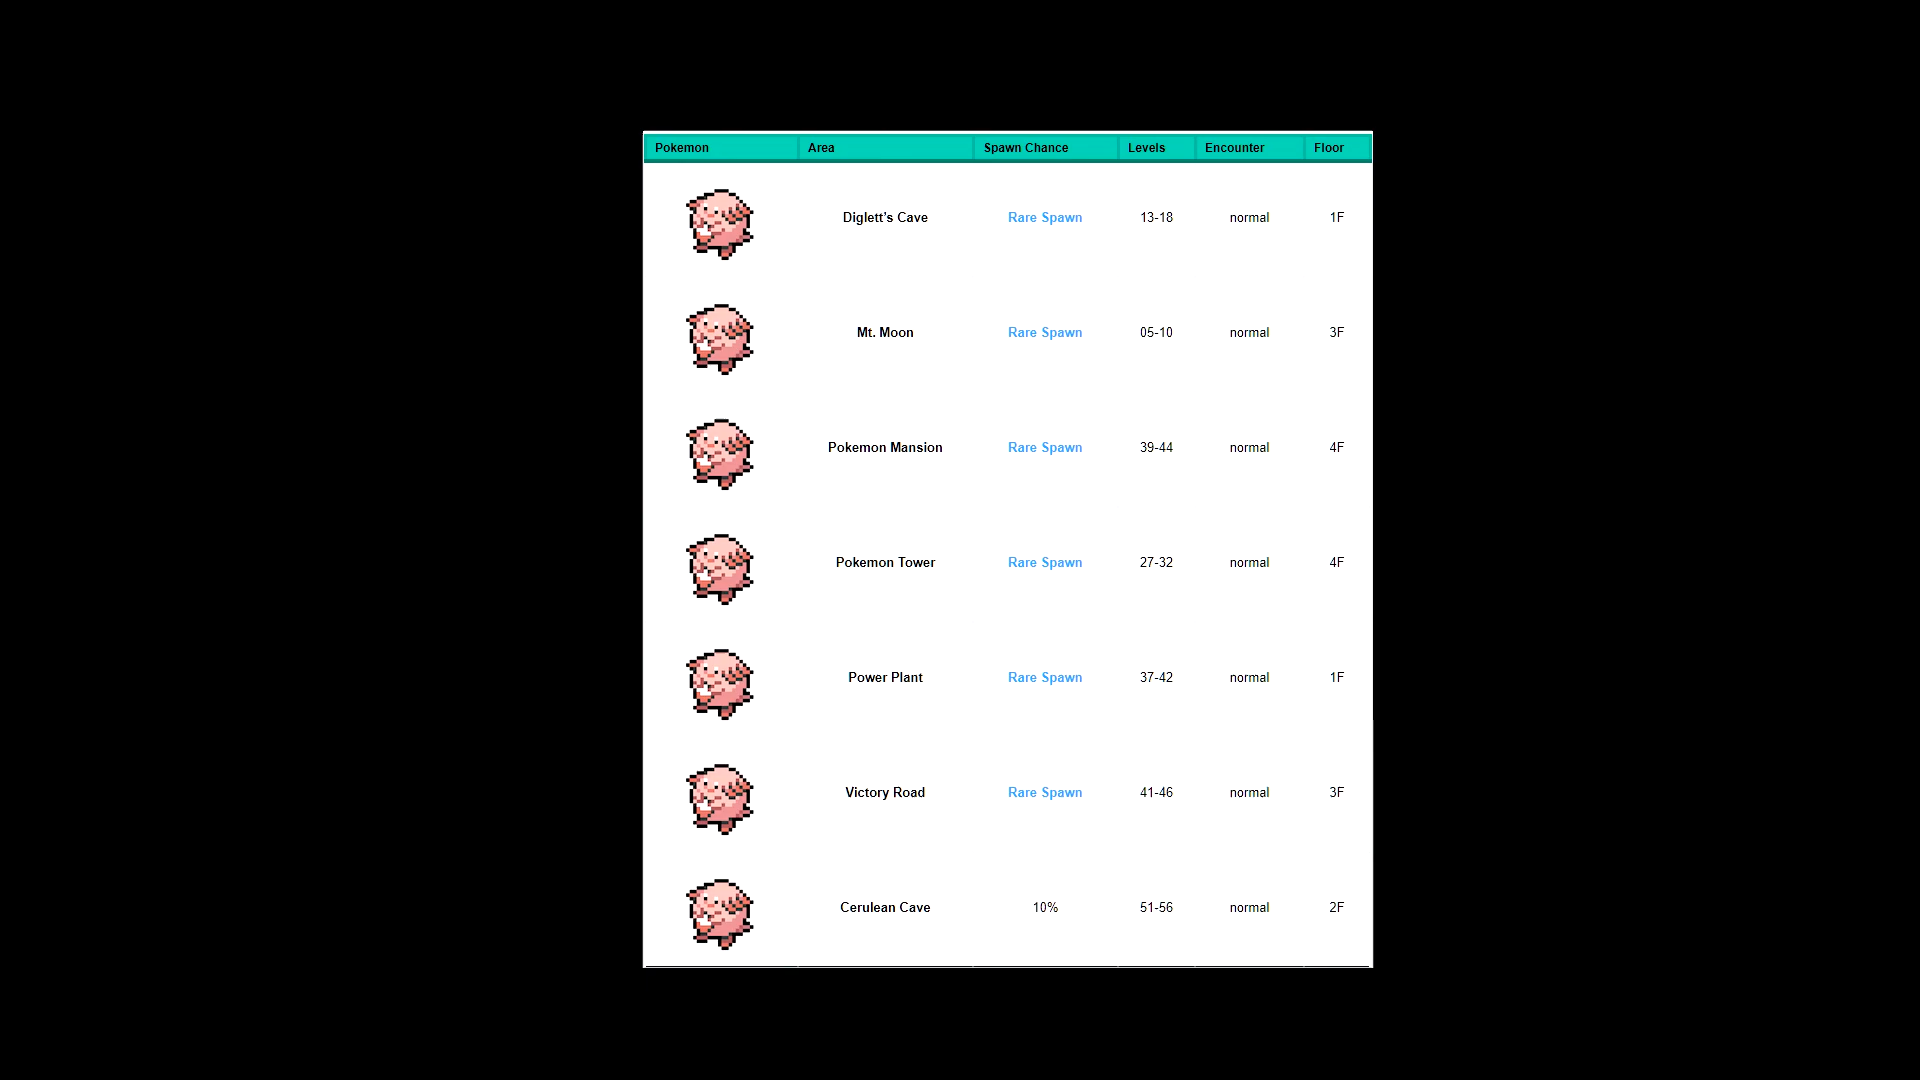 Pokemon Area Spawn Chance Levels Encounter Floor
Diglett’s Cave Rare Spawn 13-18 normal 1F
Mt. Moon Rare Spawn 05-10 normal 3F
Pokemon Mansion Rare Spawn 39-44 normal 4F
Pokemon Tower Rare Spawn 27-32 normal 4F
Power Plant Rare Spawn 37-42 normal 1F
Victory Road Rare Spawn 41-46 normal 3F
Cerulean Cave 10% 51-56 normal 2F